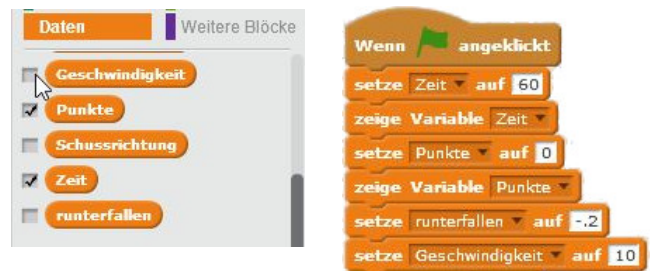 Daten
Weitere Blöcke
Geschwindigkeit
Punkte
Schussrichtung
Zeit
runterfallen
Wenn angeklickt
setze Zeit auf 60
zeige Variable Zeit
setze Punkte auf 0
zeige Variable Punkte
setze runterfallen auf -.2
setze Geschwindigkeit auf 10